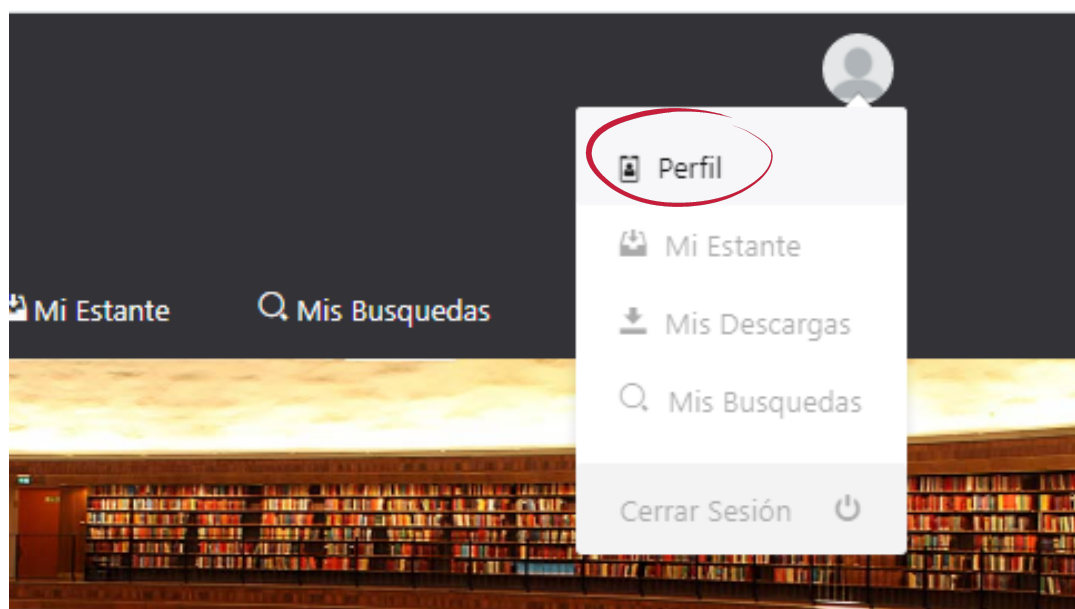 Perfil
Mi Estante
Mi Estante
Mis Busquedas
Mis Descargas
Mis Busquedas
Cerrar Sesión